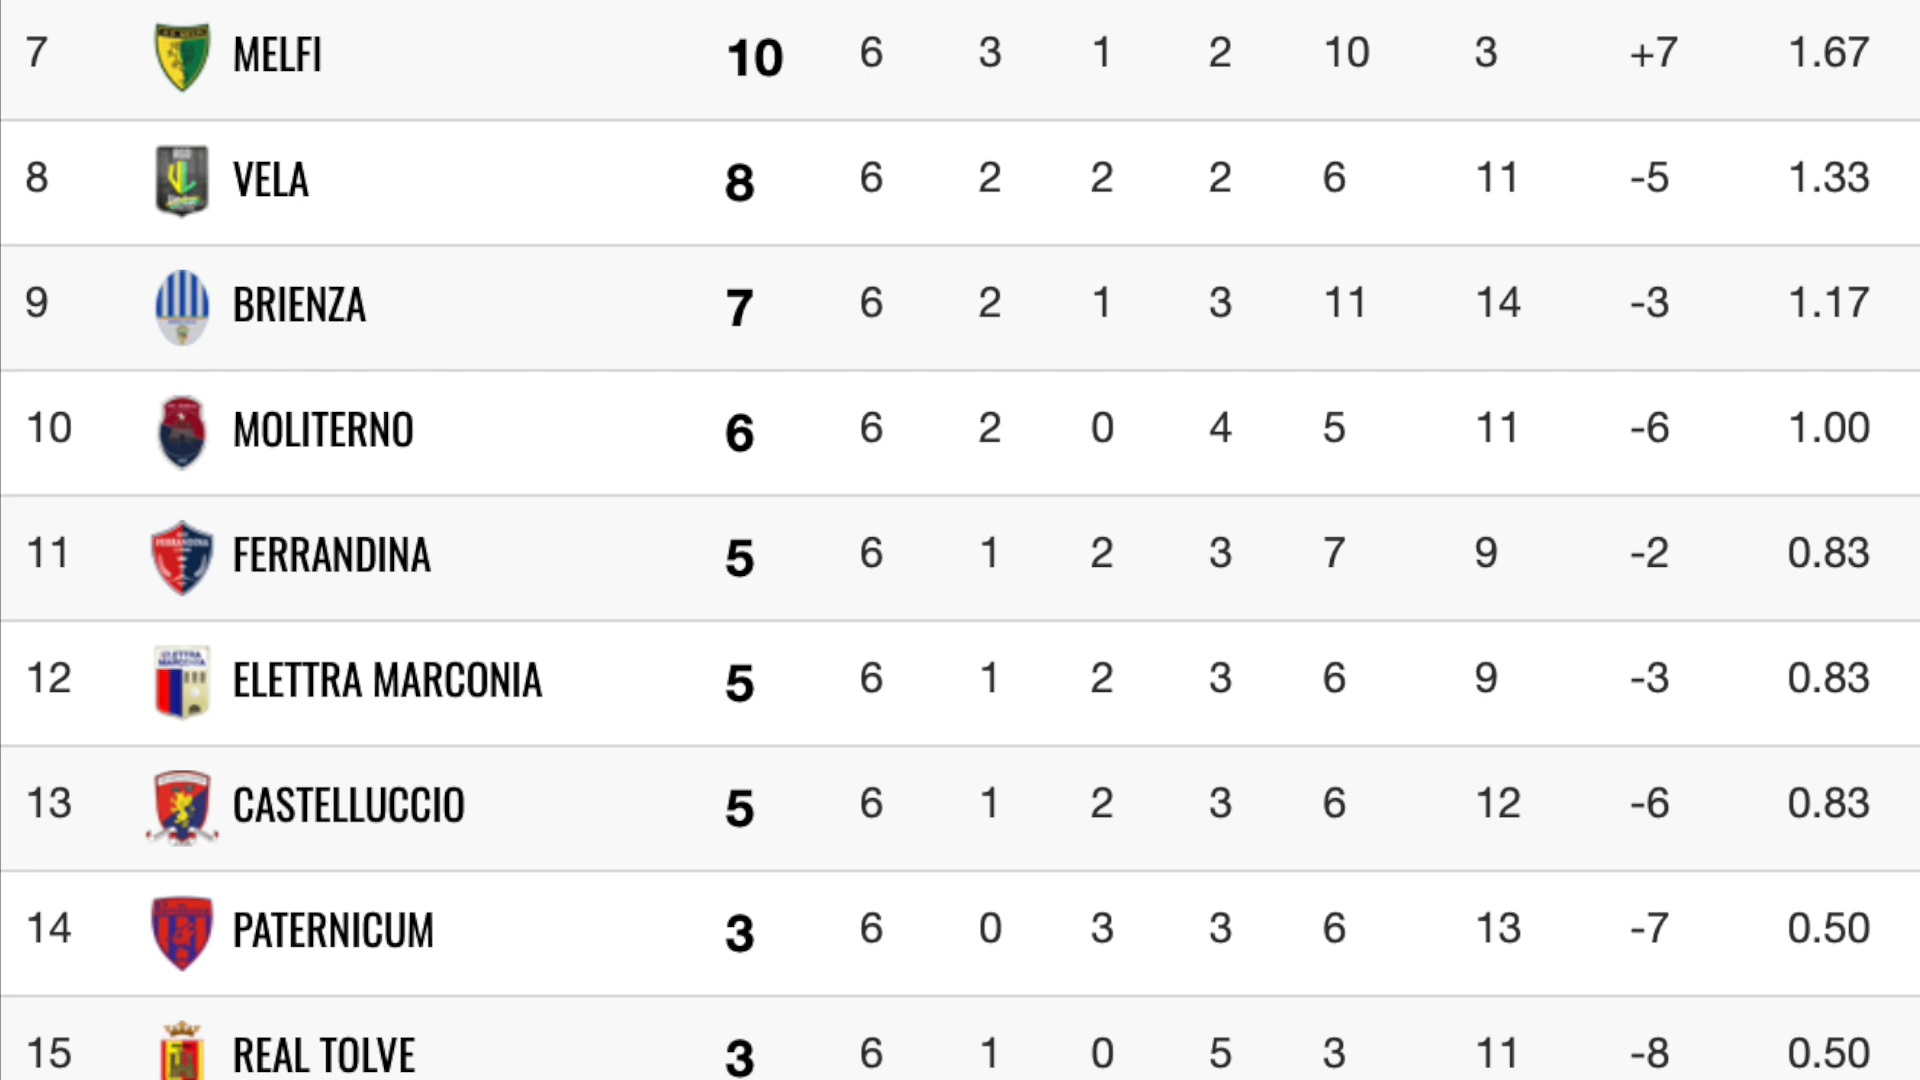 7 MELFI 10 6 3 1 2 10 3 +7 1.67
8 VELA 8 6 2 2 2 6 11 -5 1.33
9 BRIENZA 7 6 2 1 3 11 14 -3 1.17
10 MOLITERNO 6 6 2 0 4 5 11 -6 1.00
11 FERRANDINA 5 6 1 2 3 7 9 -2 0.83
12 ELETTRA MARCONIA 5 6 1 2 3 6 9 -3 0.83
13 CASTELLUCCIO 5 6 1 2 3 6 12 -6 0.83
14 PATERNICUM 3 6 0 3 3 6 13 -7 0.50
15 REAL TOLVE 3 6 1 0 5 3 11 -8 0.50